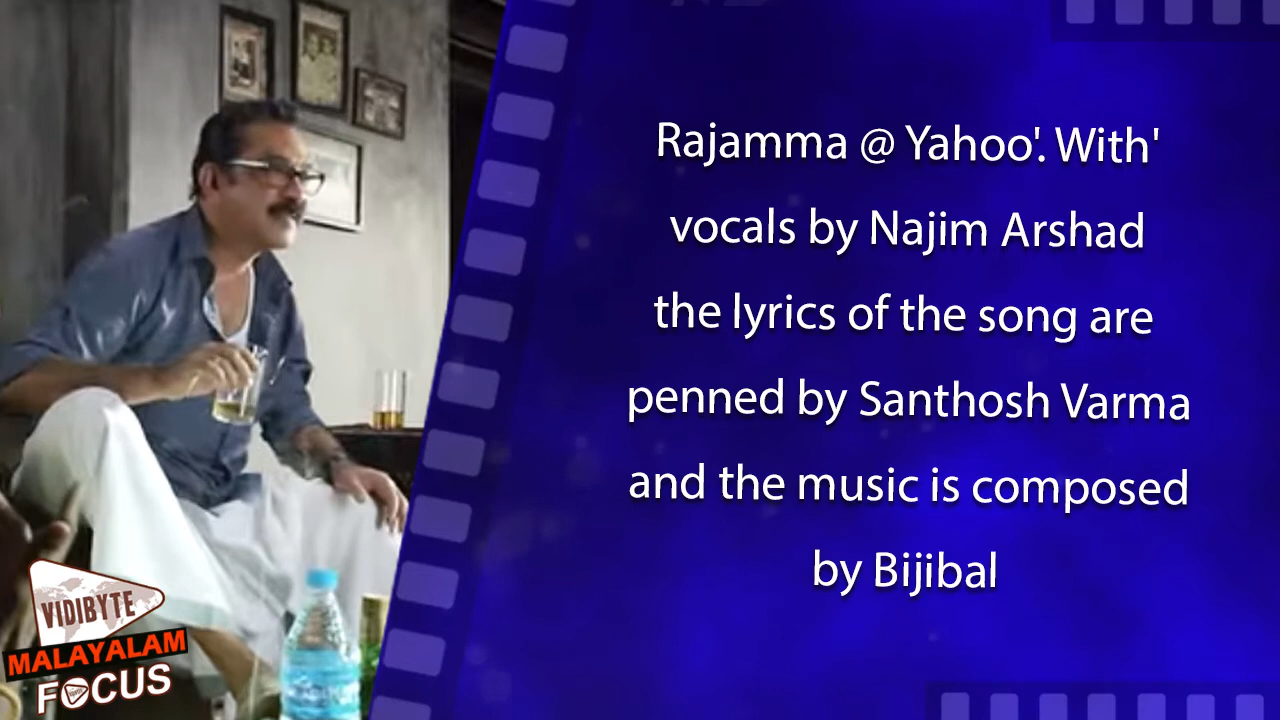 Rajamma @ Yahoo'. With'
vocals by Najim Arshad
the lyrics of the song are
penned by Santhosh Varma
and the music is composed
by Bijibal
VIDIBYTE
MALAYALAM
FOCUS